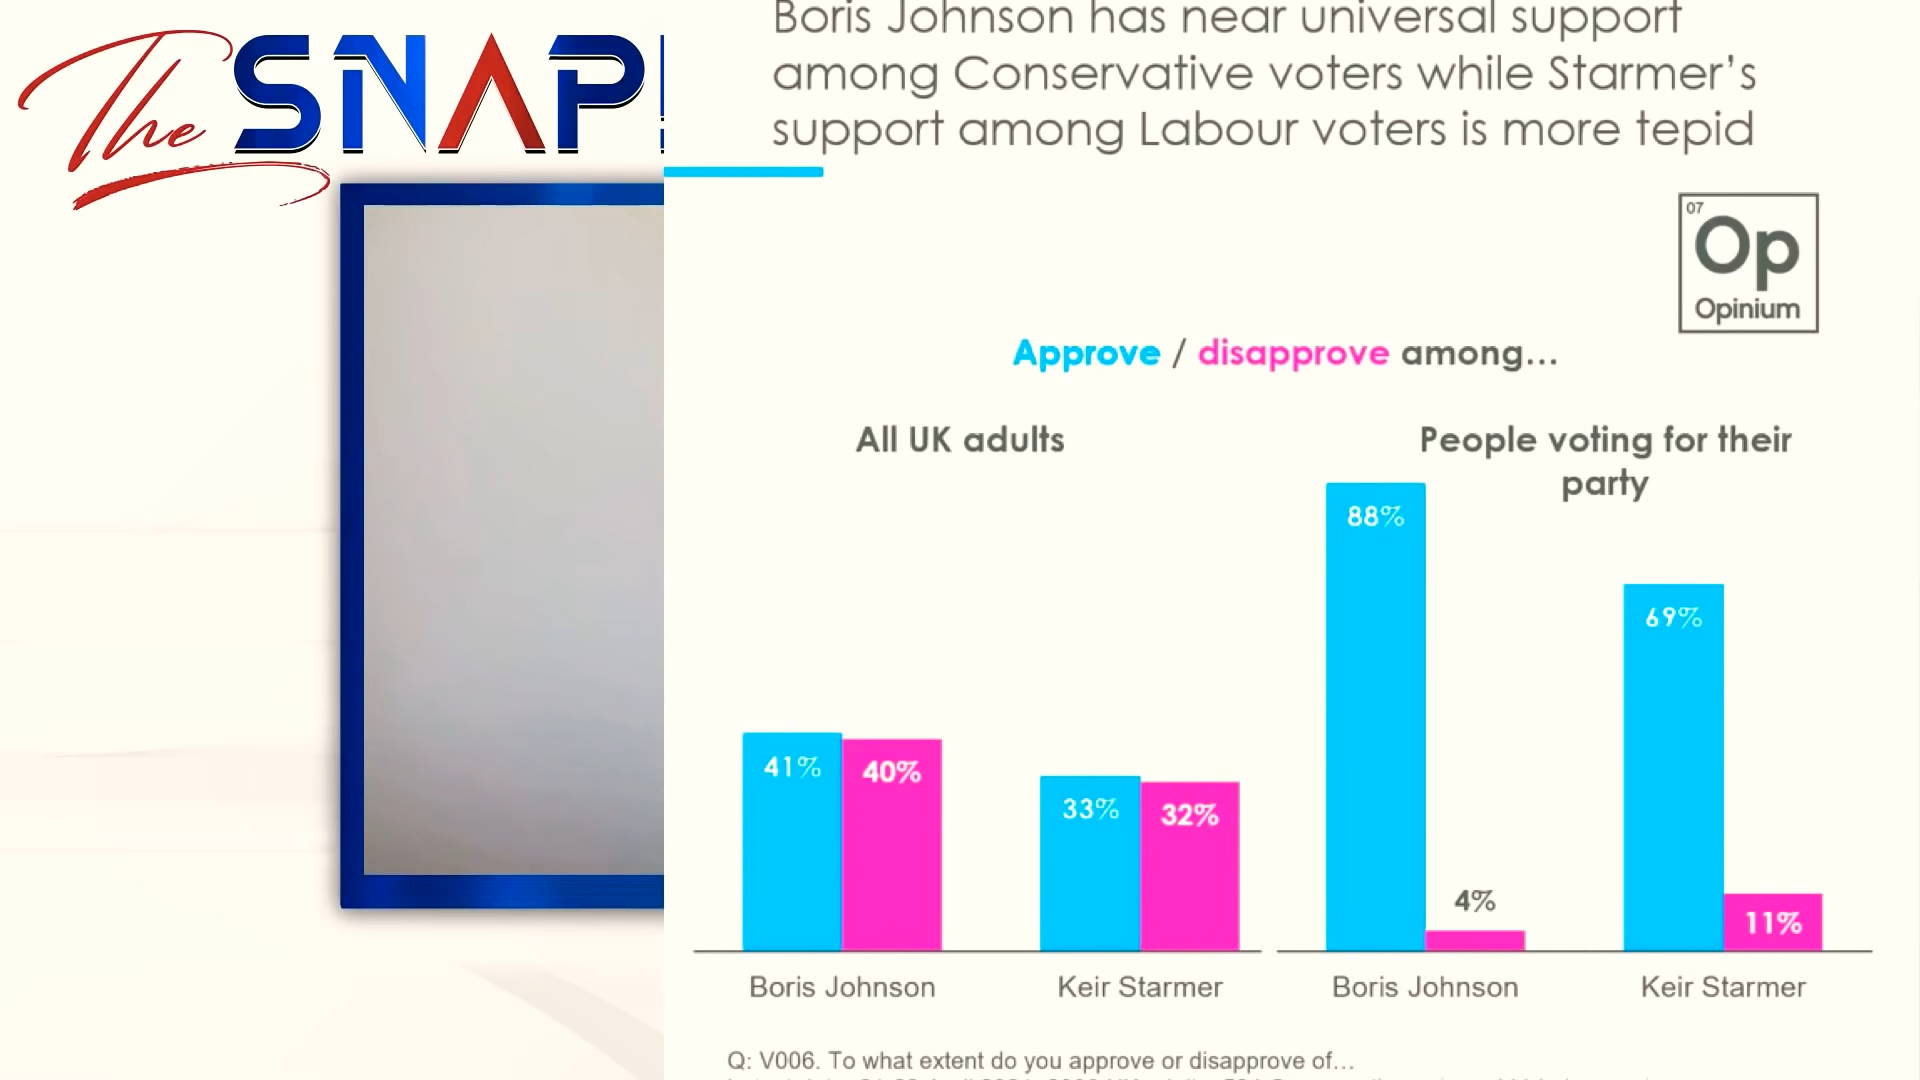 The SNAP!
Boris Johnson has near universal support
among Conservative voters while Starmer’s
support among Labour voters is more tepid
07
Op
Opinium
Approve / disapprove among...
All UK adults
People voting for their
party
88%
69%
41%
40%
33%
32%
4%
11%
Boris Johnson
Keir Starmer
Boris Johnson
Keir Starmer
Q: V006. To what extent do you approve or disapprove of...